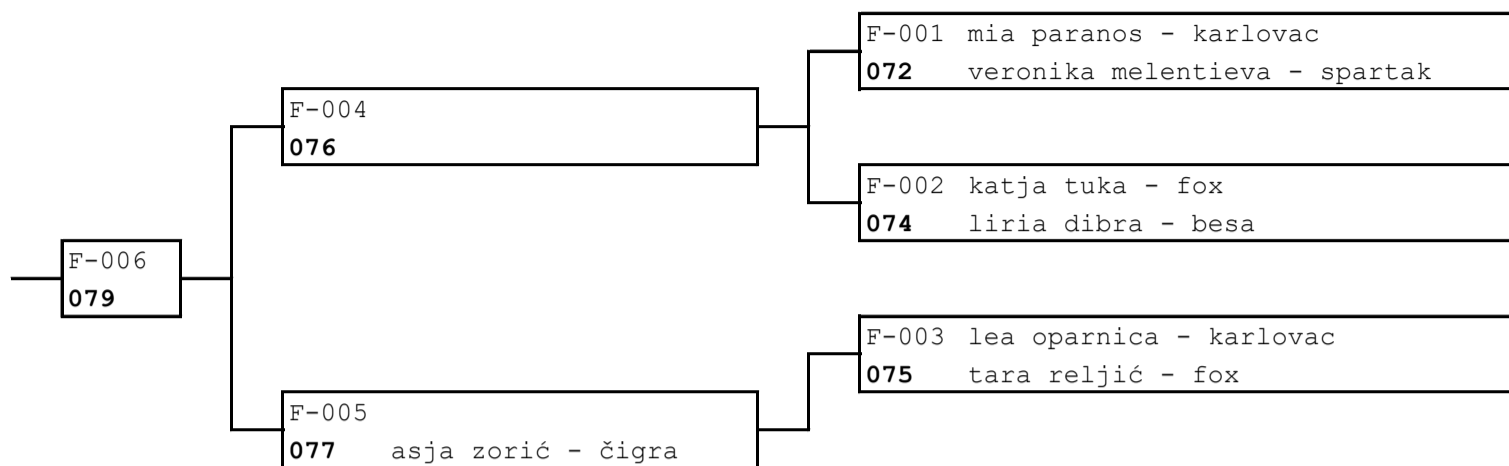 F-001 mia paranos - karlovac
072 veronika melentieva - spartak
F-004
076
F-002 katja tuka - fox
074 liria dibra - besa
F-006
079
F-003 lea oparnica - karlovac
075 tara reljić - fox
F-005
077 asja zorić - čigra